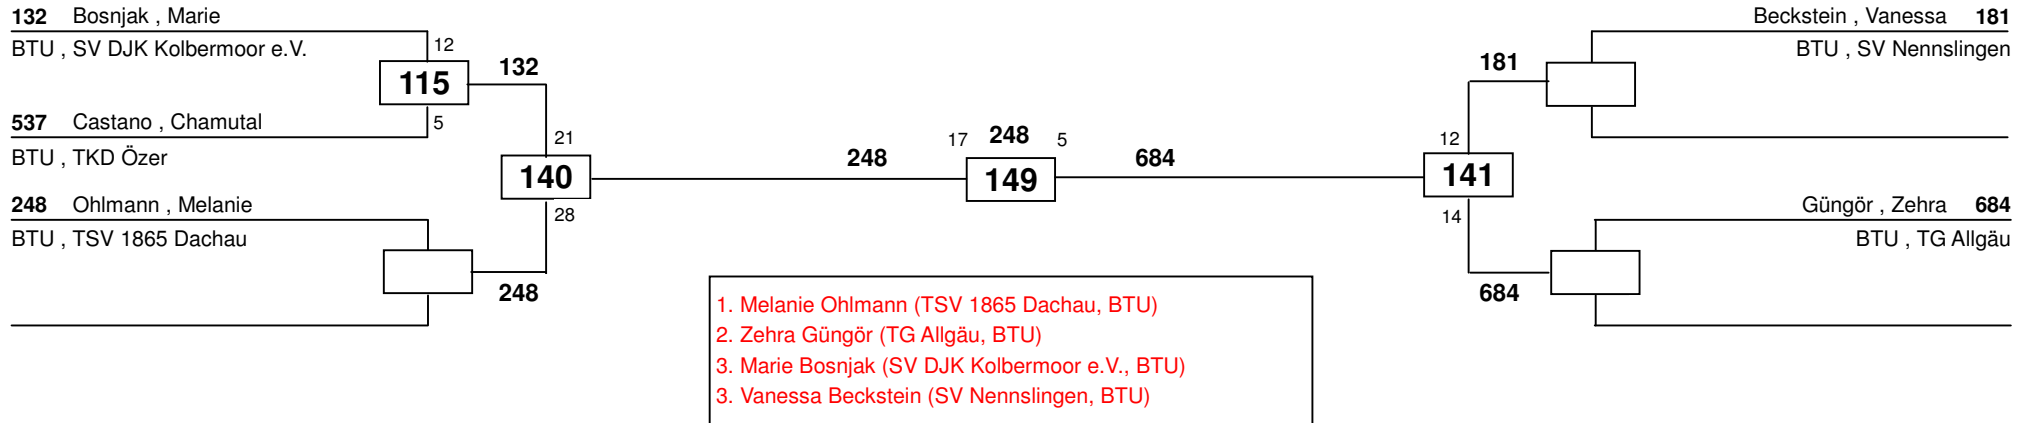 132 Bosnjak , Marie
BTU , SV DJK Kolbermoor e.V.
12
115
132
5
537 Castano , Chamutal
BTU , TKD Özer
21
140
28
248 Ohlmann , Melanie
BTU , TSV 1865 Dachau
248
248
17 248 5
149
684
Beckstein , Vanessa 181
BTU , SV Nennslingen
181
12
141
14
Güngör , Zehra 684
BTU , TG Allgäu
684
1. Melanie Ohlmann (TSV 1865 Dachau, BTU)
2. Zehra Güngör (TG Allgäu, BTU)
3. Marie Bosnjak (SV DJK Kolbermoor e.V., BTU)
3. Vanessa Beckstein (SV Nennslingen, BTU)